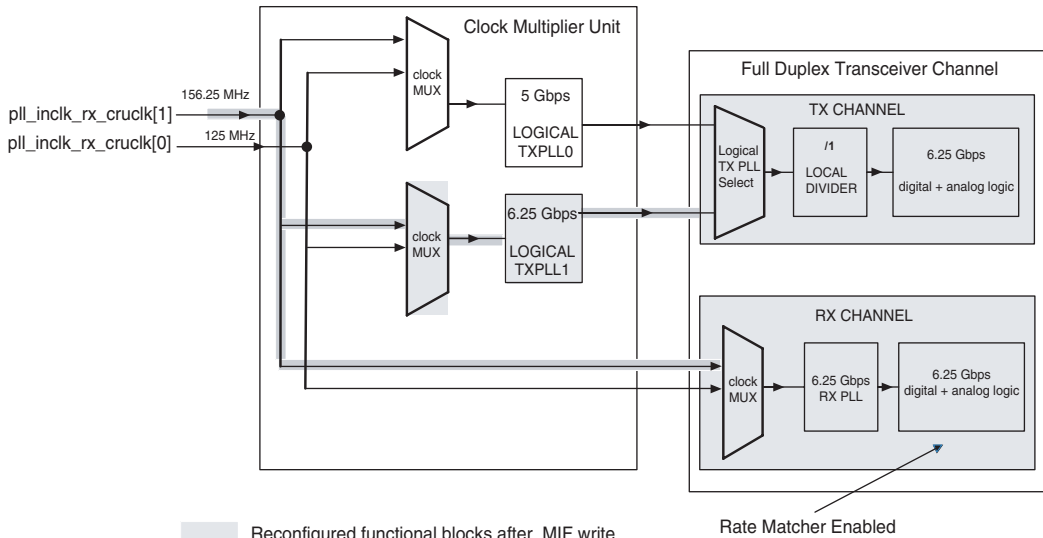 Clock Multiplier Unit
Full Duplex Transceiver Channel
156.25 MHz
pll_inclk_rx_cruclk[1]
125 MHz
pll_inclk_rx_cruclk[0]
clock
MUX
5 Gbps
LOGICAL
TXPLL0
clock
MUX
6.25 Gbps
LOGICAL
TXPLL1
TX CHANNEL
Logical
TX PLL
Select
/1
LOCAL
DIVIDER
6.25 Gbps
digital + analog logic
RX CHANNEL
clock
MUX
6.25 Gbps
RX PLL
6.25 Gbps
digital + analog logic
Reconfigured functional blocks after MIF write
Rate Matcher Enabled